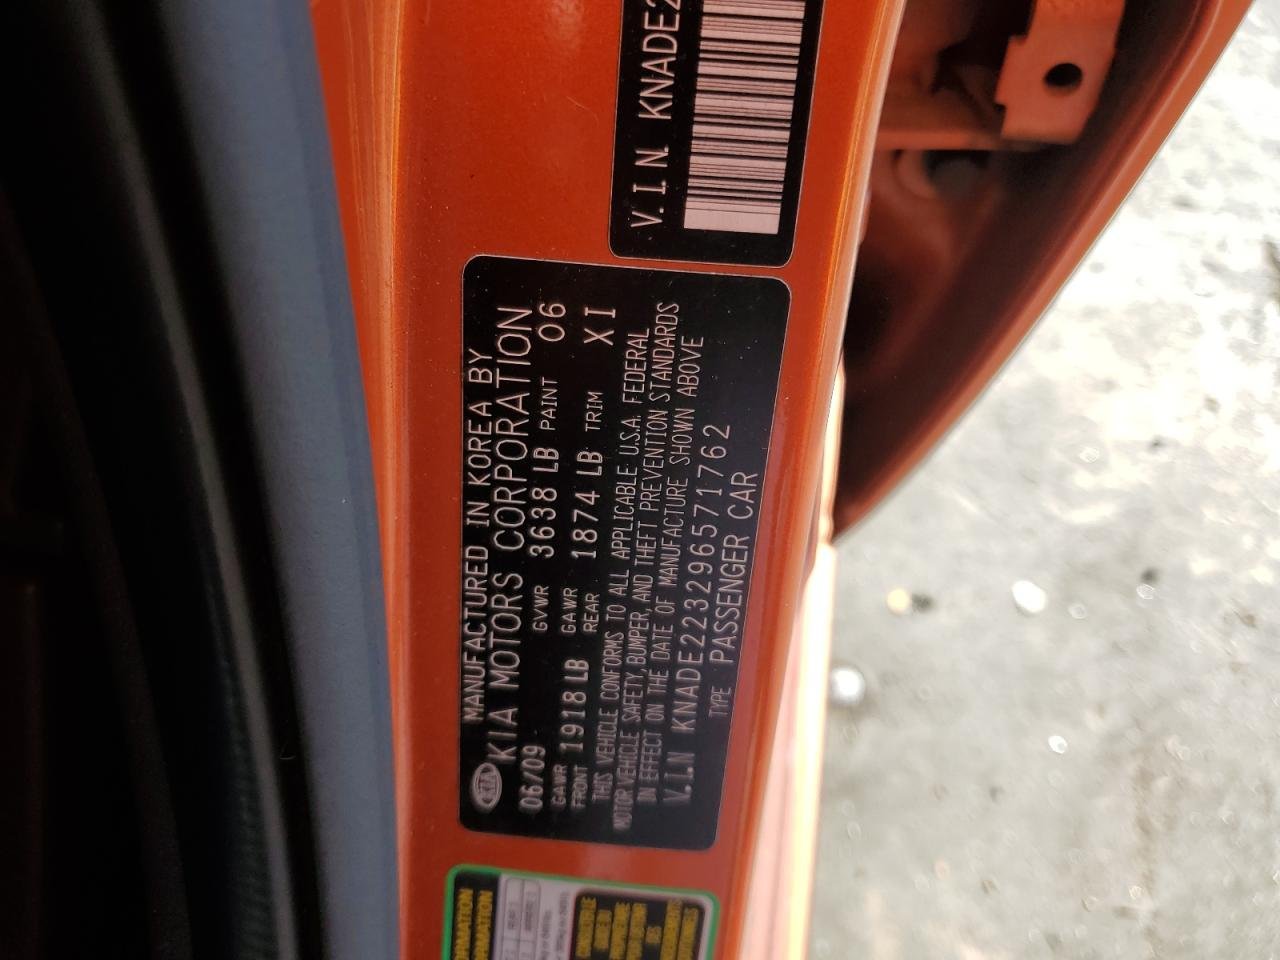 V.I.N. KNADE2
MANUFACTURED IN KOREA BY
KIA KIA MOTORS CORPORATION
06/09 GVWR 3638 LB PAINT O6
GAWR FRONT 1918 LB GAWR REAR 1874 LB TRIM XI
THIS VEHICLE CONFORMS TO ALL APPLICABLE U.S.A. FEDERAL
MOTOR VEHICLE SAFETY, BUMPER, AND THEFT PREVENTION STANDARDS
IN EFFECT ON THE DATE OF MANUFACTURE SHOWN ABOVE
V.I.N KNADE223296571762
TYPE PASSENGER CAR